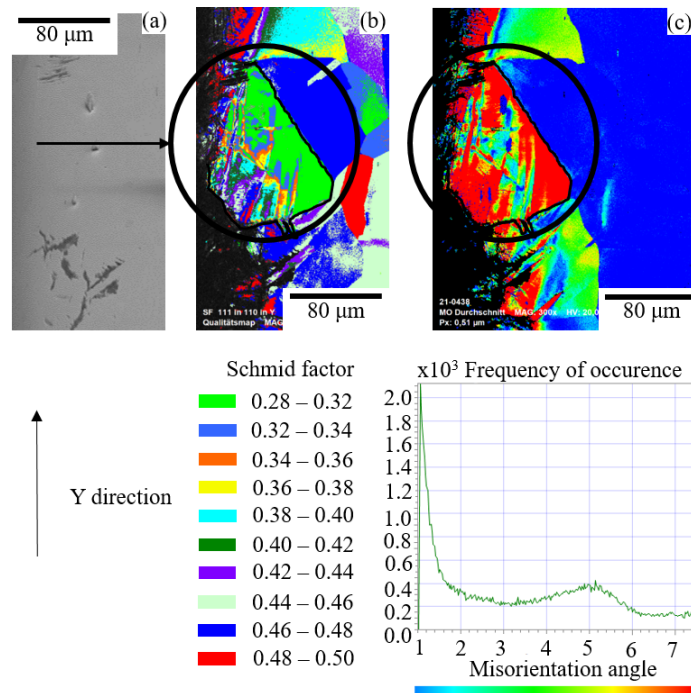 80 μm
(a)
(b)
(c)
SF 111 in 110 in Y
Qualitätsmap MAG
80 μm
21-0438
MO Durchschnitt MAG: 300x HV: 20,0
Px: 0,51 μm
80 μm
Schmid factor
0.28 – 0.32
0.32 – 0.34
0.34 – 0.36
0.36 – 0.38
0.38 – 0.40
0.40 – 0.42
0.42 – 0.44
0.44 – 0.46
0.46 – 0.48
0.48 – 0.50
Y direction
x10³ Frequency of occurence
2.0
1.8
1.6
1.4
1.2
1.0
0.8
0.6
0.4
0.2
0.0
1 2 3 4 5 6 7
Misorientation angle